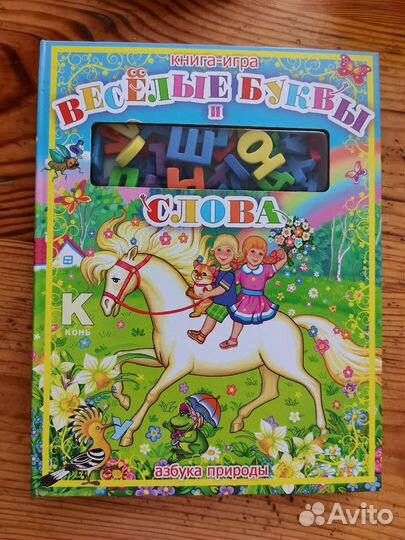 книга-игра
ВЕСЁЛЫЕ БУКВЫ
И
СЛОВА
К
КОНЬ
азбука природы
Avito